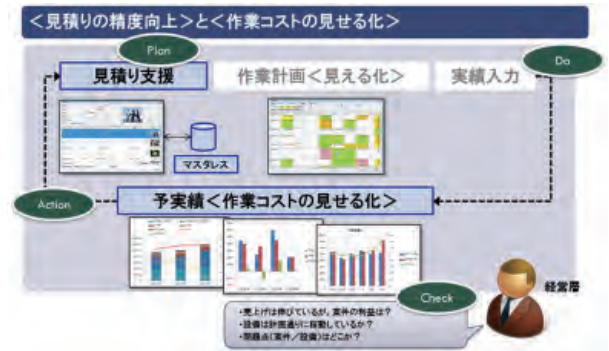 <見積りの精度向上>と<作業コストの見せる化>
Plan
Do
見積り支援
作業計画<見える化>
実績入力
マスタレス
Action
予実績<作業コストの見せる化>
Check
経営層
・売上げは伸びているが、案件の利益は?
・設備は計画通りに稼動しているか?
・問題点(案件/設備)はどこか?